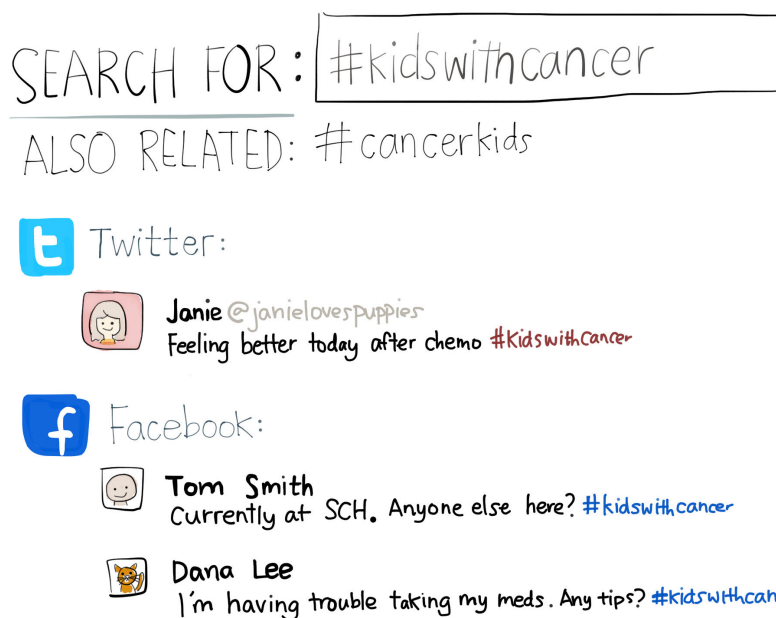 SEARCH FOR: #kidswithcancer
ALSO RELATED: #cancerkids
t Twitter:
Janie @janielovespuppies
Feeling better today after chemo #kidswithcancer
f Facebook:
Tom Smith
Currently at SCH. Anyone else here? #kidswithcancer
Dana Lee
I'm having trouble taking my meds. Any tips? #kidswithcan